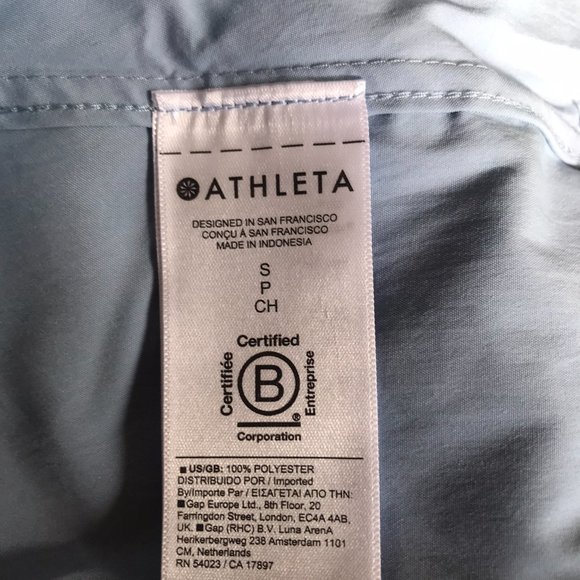 ATHLETA
DESIGNED IN SAN FRANCISCO
CONÇU À SAN FRANCISCO
MADE IN INDONESIA
S
P
CH
Certified
Certifiée
B
Entreprise
Corporation
US/GB: 100% POLYESTER
DISTRIBUIDO POR / Imported
By/Importe Par / ΕΙΣΑΓΕΤΑΙ ΑΠΟ ΤΗΝ:
Gap Europe Ltd., 8th Floor, 20
Farringdon Street, London, EC4A 4AB,
UK. Gap (RHC) B.V. Luna ArenA
Herikerbergweg 238 Amsterdam 1101
CM, Netherlands
RN 54023 / CA 17897